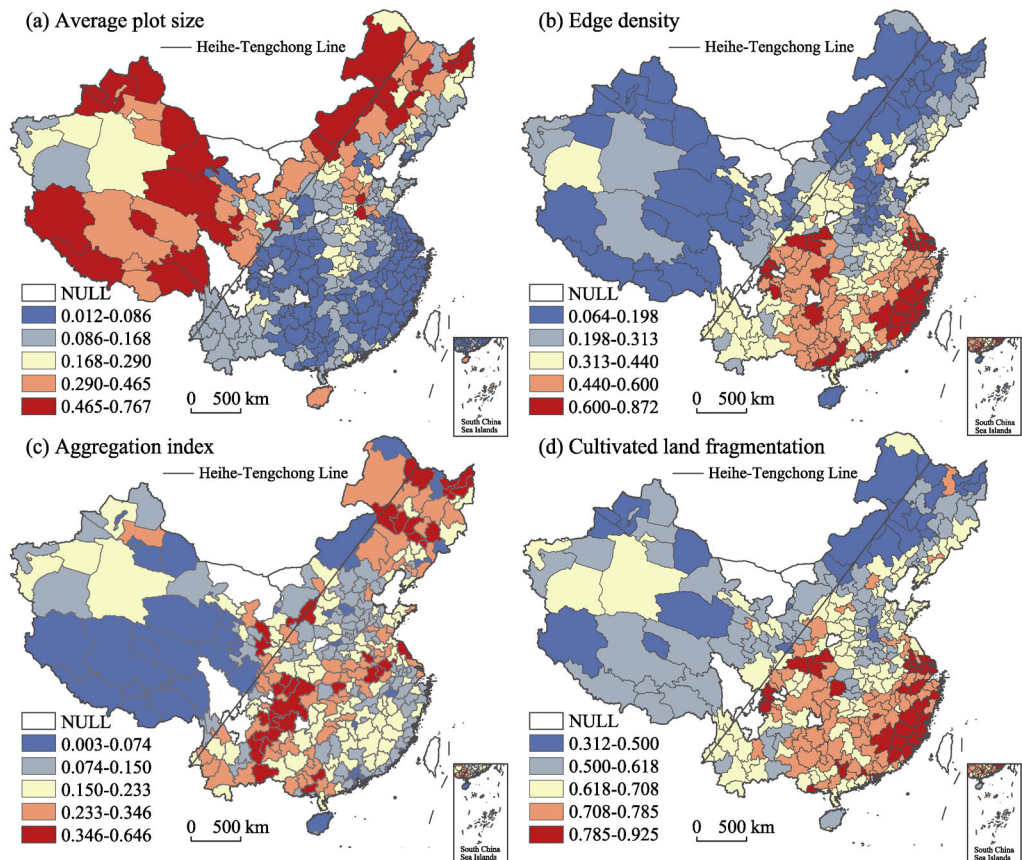 (a) Average plot size
Heihe-Tengchong Line
NULL
0.012-0.086
0.086-0.168
0.168-0.290
0.290-0.465
0.465-0.767
0 500 km
South China
Sea Islands
(b) Edge density
Heihe-Tengchong Line
NULL
0.064-0.198
0.198-0.313
0.313-0.440
0.440-0.600
0.600-0.872
0 500 km
South China
Sea Islands
(c) Aggregation index
Heihe-Tengchong Line
NULL
0.003-0.074
0.074-0.150
0.150-0.233
0.233-0.346
0.346-0.646
0 500 km
South China
Sea Islands
(d) Cultivated land fragmentation
Heihe-Tengchong Line
NULL
0.312-0.500
0.500-0.618
0.618-0.708
0.708-0.785
0.785-0.925
0 500 km
South China
Sea Islands